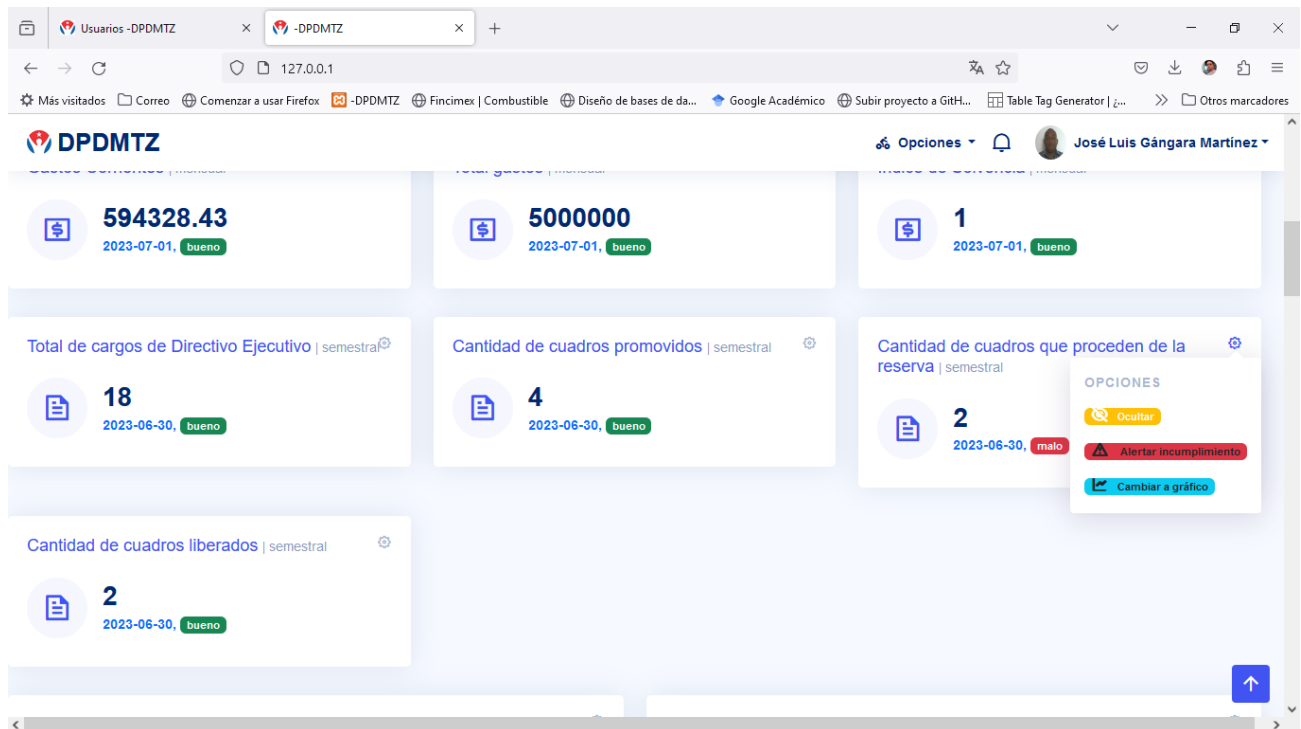 Usuarios -DPDMTZ
-DPDMTZ
127.0.0.1
Más visitados Correo Comenzar a usar Firefox -DPDMTZ Fincimex | Combustible Diseño de bases de da... Google Académico Subir proyecto a GitH... Table Tag Generator | ¿... Otros marcadores
DPDMTZ Opciones José Luis Gángara Martínez
594328.43
2023-07-01, bueno
5000000
2023-07-01, bueno
1
2023-07-01, bueno
Total de cargos de Directivo Ejecutivo | semestral
18
2023-06-30, bueno
Cantidad de cuadros promovidos | semestral
4
2023-06-30, bueno
Cantidad de cuadros que proceden de la
reserva | semestral
2
2023-06-30, malo
OPCIONES
Ocultar
Alertar incumplimiento
Cambiar a gráfico
Cantidad de cuadros liberados | semestral
2
2023-06-30, bueno